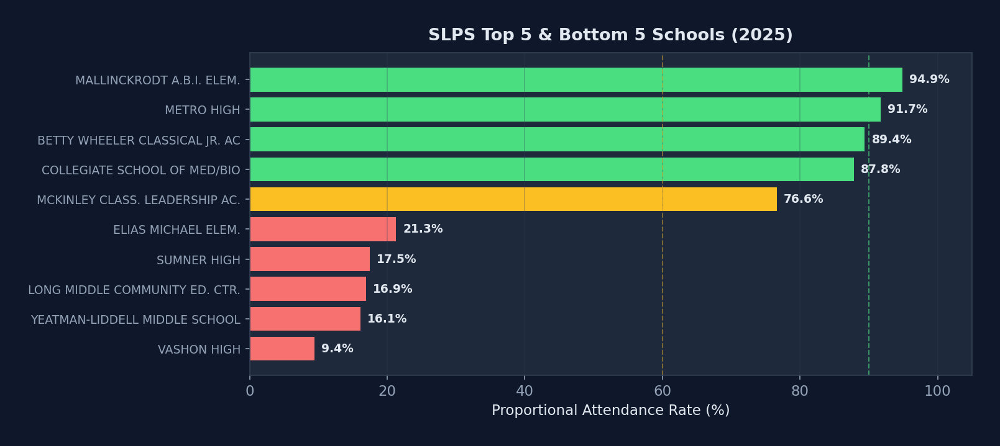 SLPS Top 5 & Bottom 5 Schools (2025)
MALLINCKRODT A.B.I. ELEM. 94.9%
METRO HIGH 91.7%
BETTY WHEELER CLASSICAL JR. AC 89.4%
COLLEGIATE SCHOOL OF MED/BIO 87.8%
MCKINLEY CLASS. LEADERSHIP AC. 76.6%
ELIAS MICHAEL ELEM. 21.3%
SUMNER HIGH 17.5%
LONG MIDDLE COMMUNITY ED. CTR. 16.9%
YEATMAN-LIDDELL MIDDLE SCHOOL 16.1%
VASHON HIGH 9.4%
0 20 40 60 80 100
Proportional Attendance Rate (%)